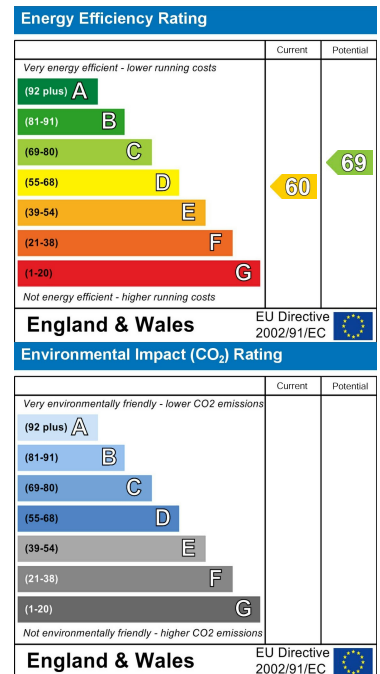 Energy Efficiency Rating
Current Potential
Very energy efficient - lower running costs
(92 plus) A
(81-91) B
(69-80) C
69
(55-68) D
60
(39-54) E
(21-38) F
(1-20) G
Not energy efficient - higher running costs
England & Wales
EU Directive
2002/91/EC
Environmental Impact (CO₂) Rating
Current Potential
Very environmentally friendly - lower CO2 emissions
(92 plus) A
(81-91) B
(69-80) C
(55-68) D
(39-54) E
(21-38) F
(1-20) G
Not environmentally friendly - higher CO2 emissions
England & Wales
EU Directive
2002/91/EC